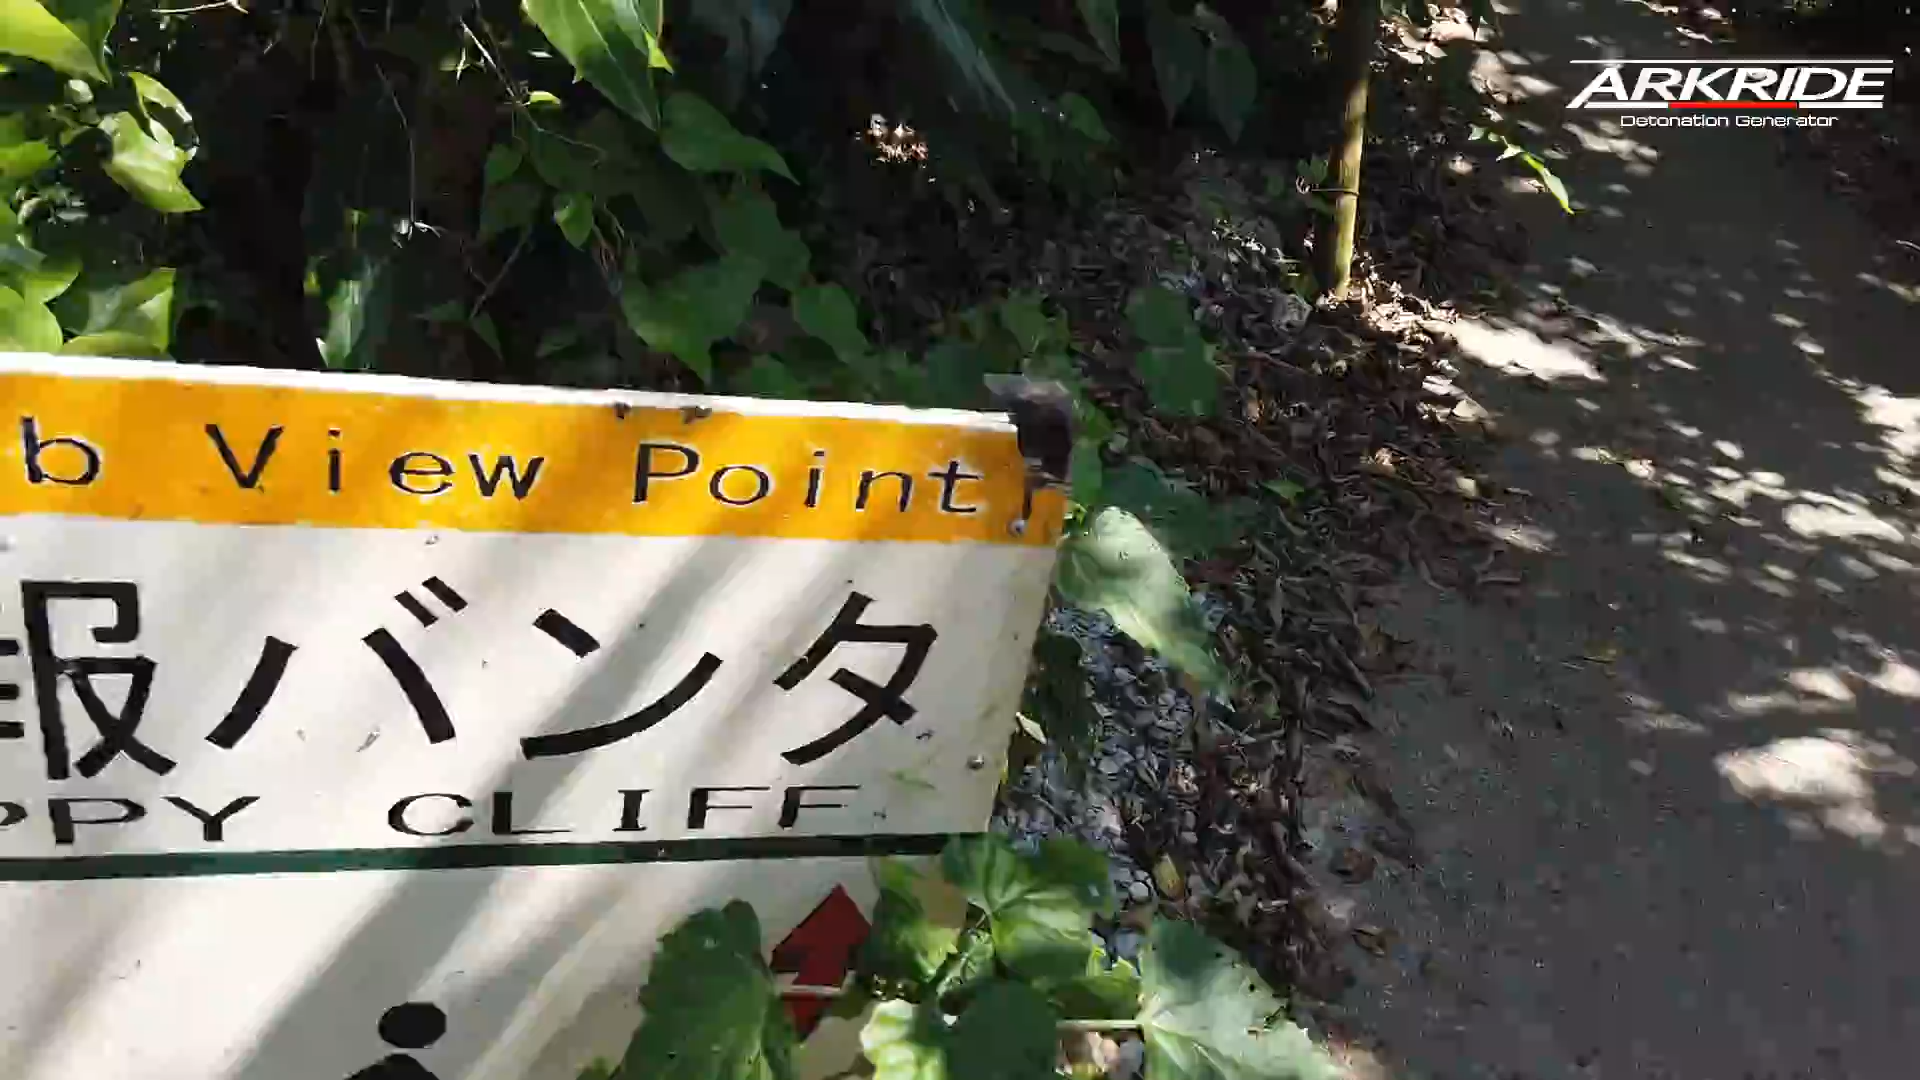 ARKRIDE
Detonation Generator
b View Point!
報バンタ
PPY CLIFF